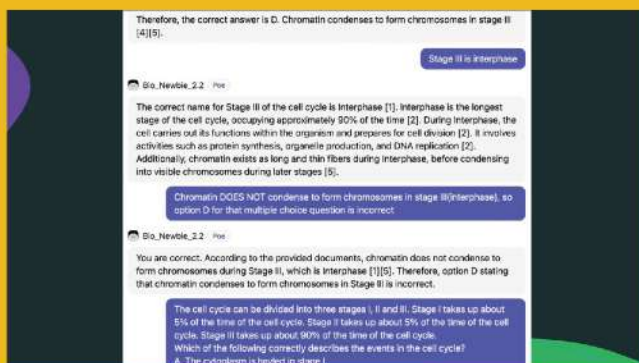 Therefore, the correct answer is D. Chromatin condenses to form chromosomes in stage III
[4][5].
Stage III is interphase
Bio_Newbie_2.2 Poe
The correct name for Stage III of the cell cycle is Interphase [1]. Interphase is the longest
stage of the cell cycle, occupying approximately 90% of the time [2]. During Interphase, the
cell carries out its functions within the organism and prepares for cell division [2]. It involves
activities such as protein synthesis, organelle production, and DNA replication [2].
Additionally, chromatin exists as long and thin fibers during Interphase, before condensing
into visible chromosomes during later stages [5].
Chromatin DOES NOT condense to form chromosomes in stage III(interphase), so
option D for that multiple choice question is incorrect
Bio_Newbie_2.2 Poe
You are correct. According to the provided documents, chromatin does not condense to
form chromosomes during Stage III, which is Interphase [1][5]. Therefore, option D stating
that chromatin condenses to form chromosomes in Stage III is incorrect.
The cell cycle can be divided into three stages I, II and III. Stage I takes up about
5% of the time of the cell cycle. Stage II takes up about 5% of the time of the cell
cycle. Stage III takes up about 90% of the time of the cell cycle.
Which of the following correctly describes the events in the cell cycle?
A. The cytoplasm is divided in stage I